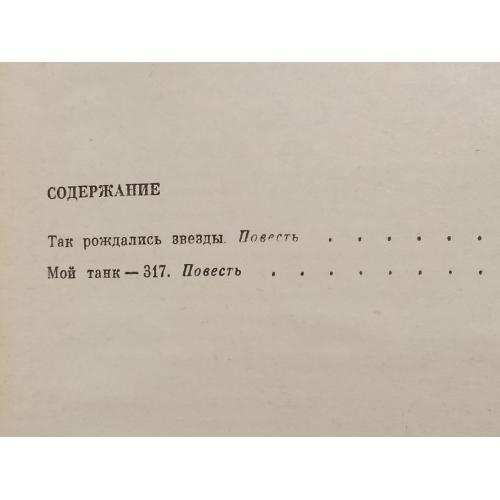 СОДЕРЖАНИЕ
Так рождались звезды. Повесть . . . . . .
Мой танк — 317. Повесть . . . . . . . .